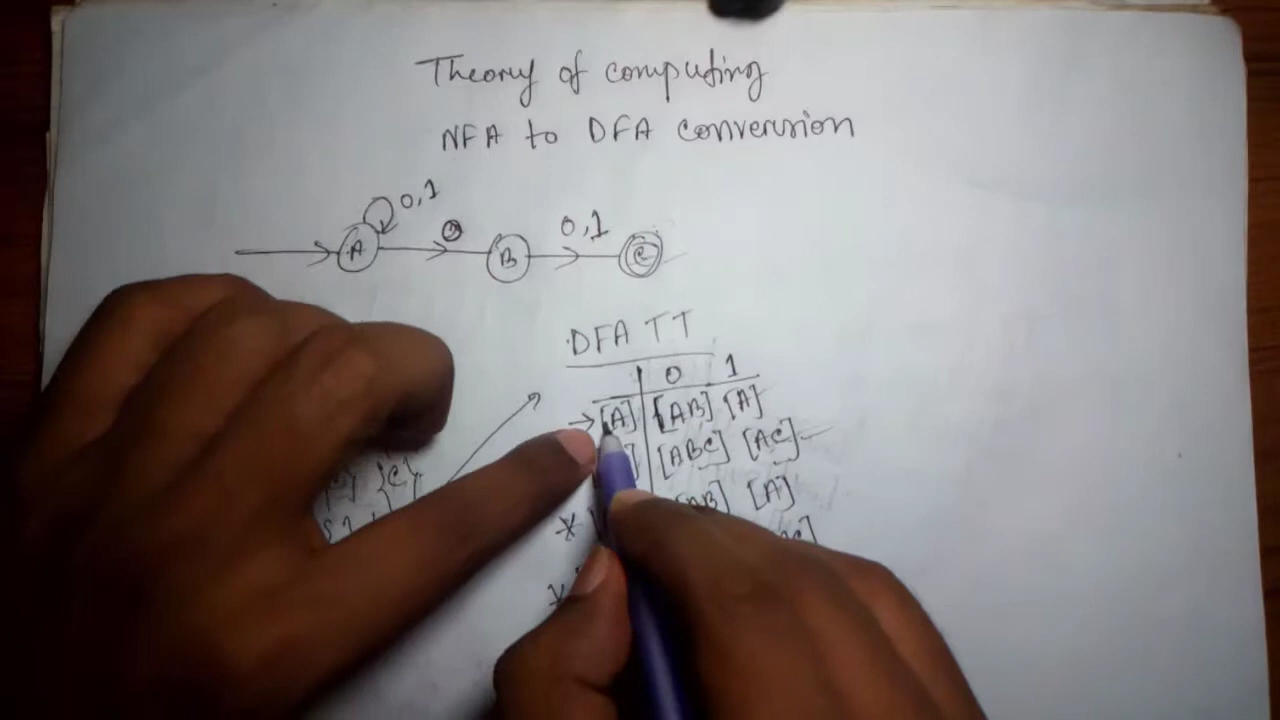 Theory of computing
NFA to DFA conversion
0,1
A 0 B 0,1 C
DFA TT
0 1
→ [A] [AB] [A]
[ABC] [AC]
{C} [AB] [A]
*
*